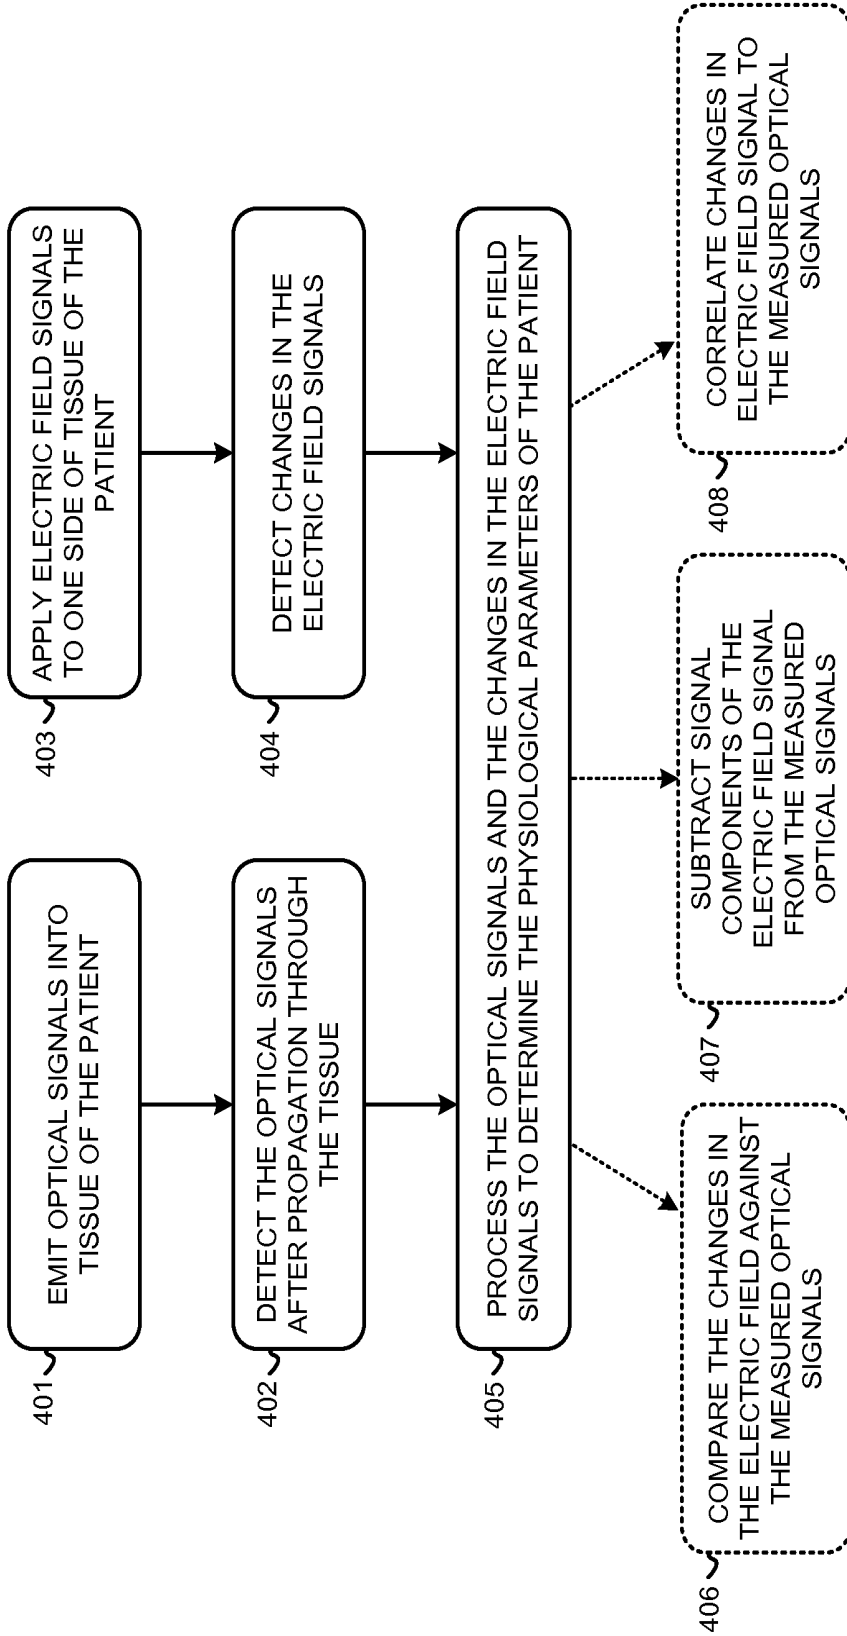 401
EMIT OPTICAL SIGNALS INTO
TISSUE OF THE PATIENT
403
APPLY ELECTRIC FIELD SIGNALS
TO ONE SIDE OF TISSUE OF THE
PATIENT
402
DETECT THE OPTICAL SIGNALS
AFTER PROPAGATION THROUGH
THE TISSUE
404
DETECT CHANGES IN THE
ELECTRIC FIELD SIGNALS
405
PROCESS THE OPTICAL SIGNALS AND THE CHANGES IN THE ELECTRIC FIELD
SIGNALS TO DETERMINE THE PHYSIOLOGICAL PARAMETERS OF THE PATIENT
406
COMPARE THE CHANGES IN
THE ELECTRIC FIELD AGAINST
THE MEASURED OPTICAL
SIGNALS
407
SUBTRACT SIGNAL
COMPONENTS OF THE
ELECTRIC FIELD SIGNAL
FROM THE MEASURED
OPTICAL SIGNALS
408
CORRELATE CHANGES IN
ELECTRIC FIELD SIGNAL TO
THE MEASURED OPTICAL
SIGNALS